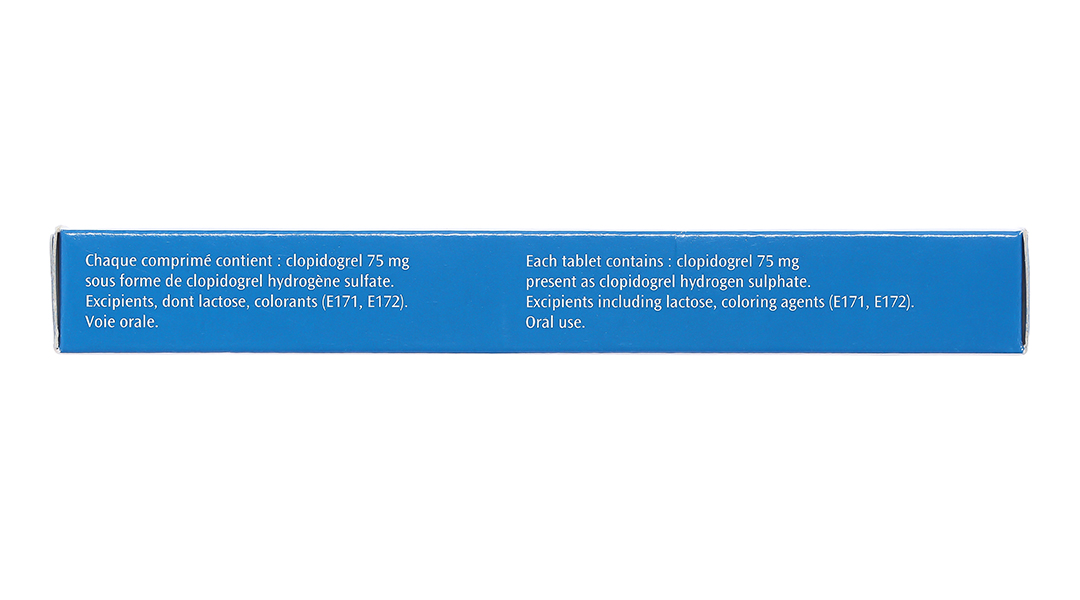 Chaque comprimé contient : clopidogrel 75 mg
sous forme de clopidogrel hydrogène sulfate.
Excipients, dont lactose, colorants (E171, E172).
Voie orale.
Each tablet contains : clopidogrel 75 mg
present as clopidogrel hydrogen sulphate.
Excipients including lactose, coloring agents (E171, E172).
Oral use.